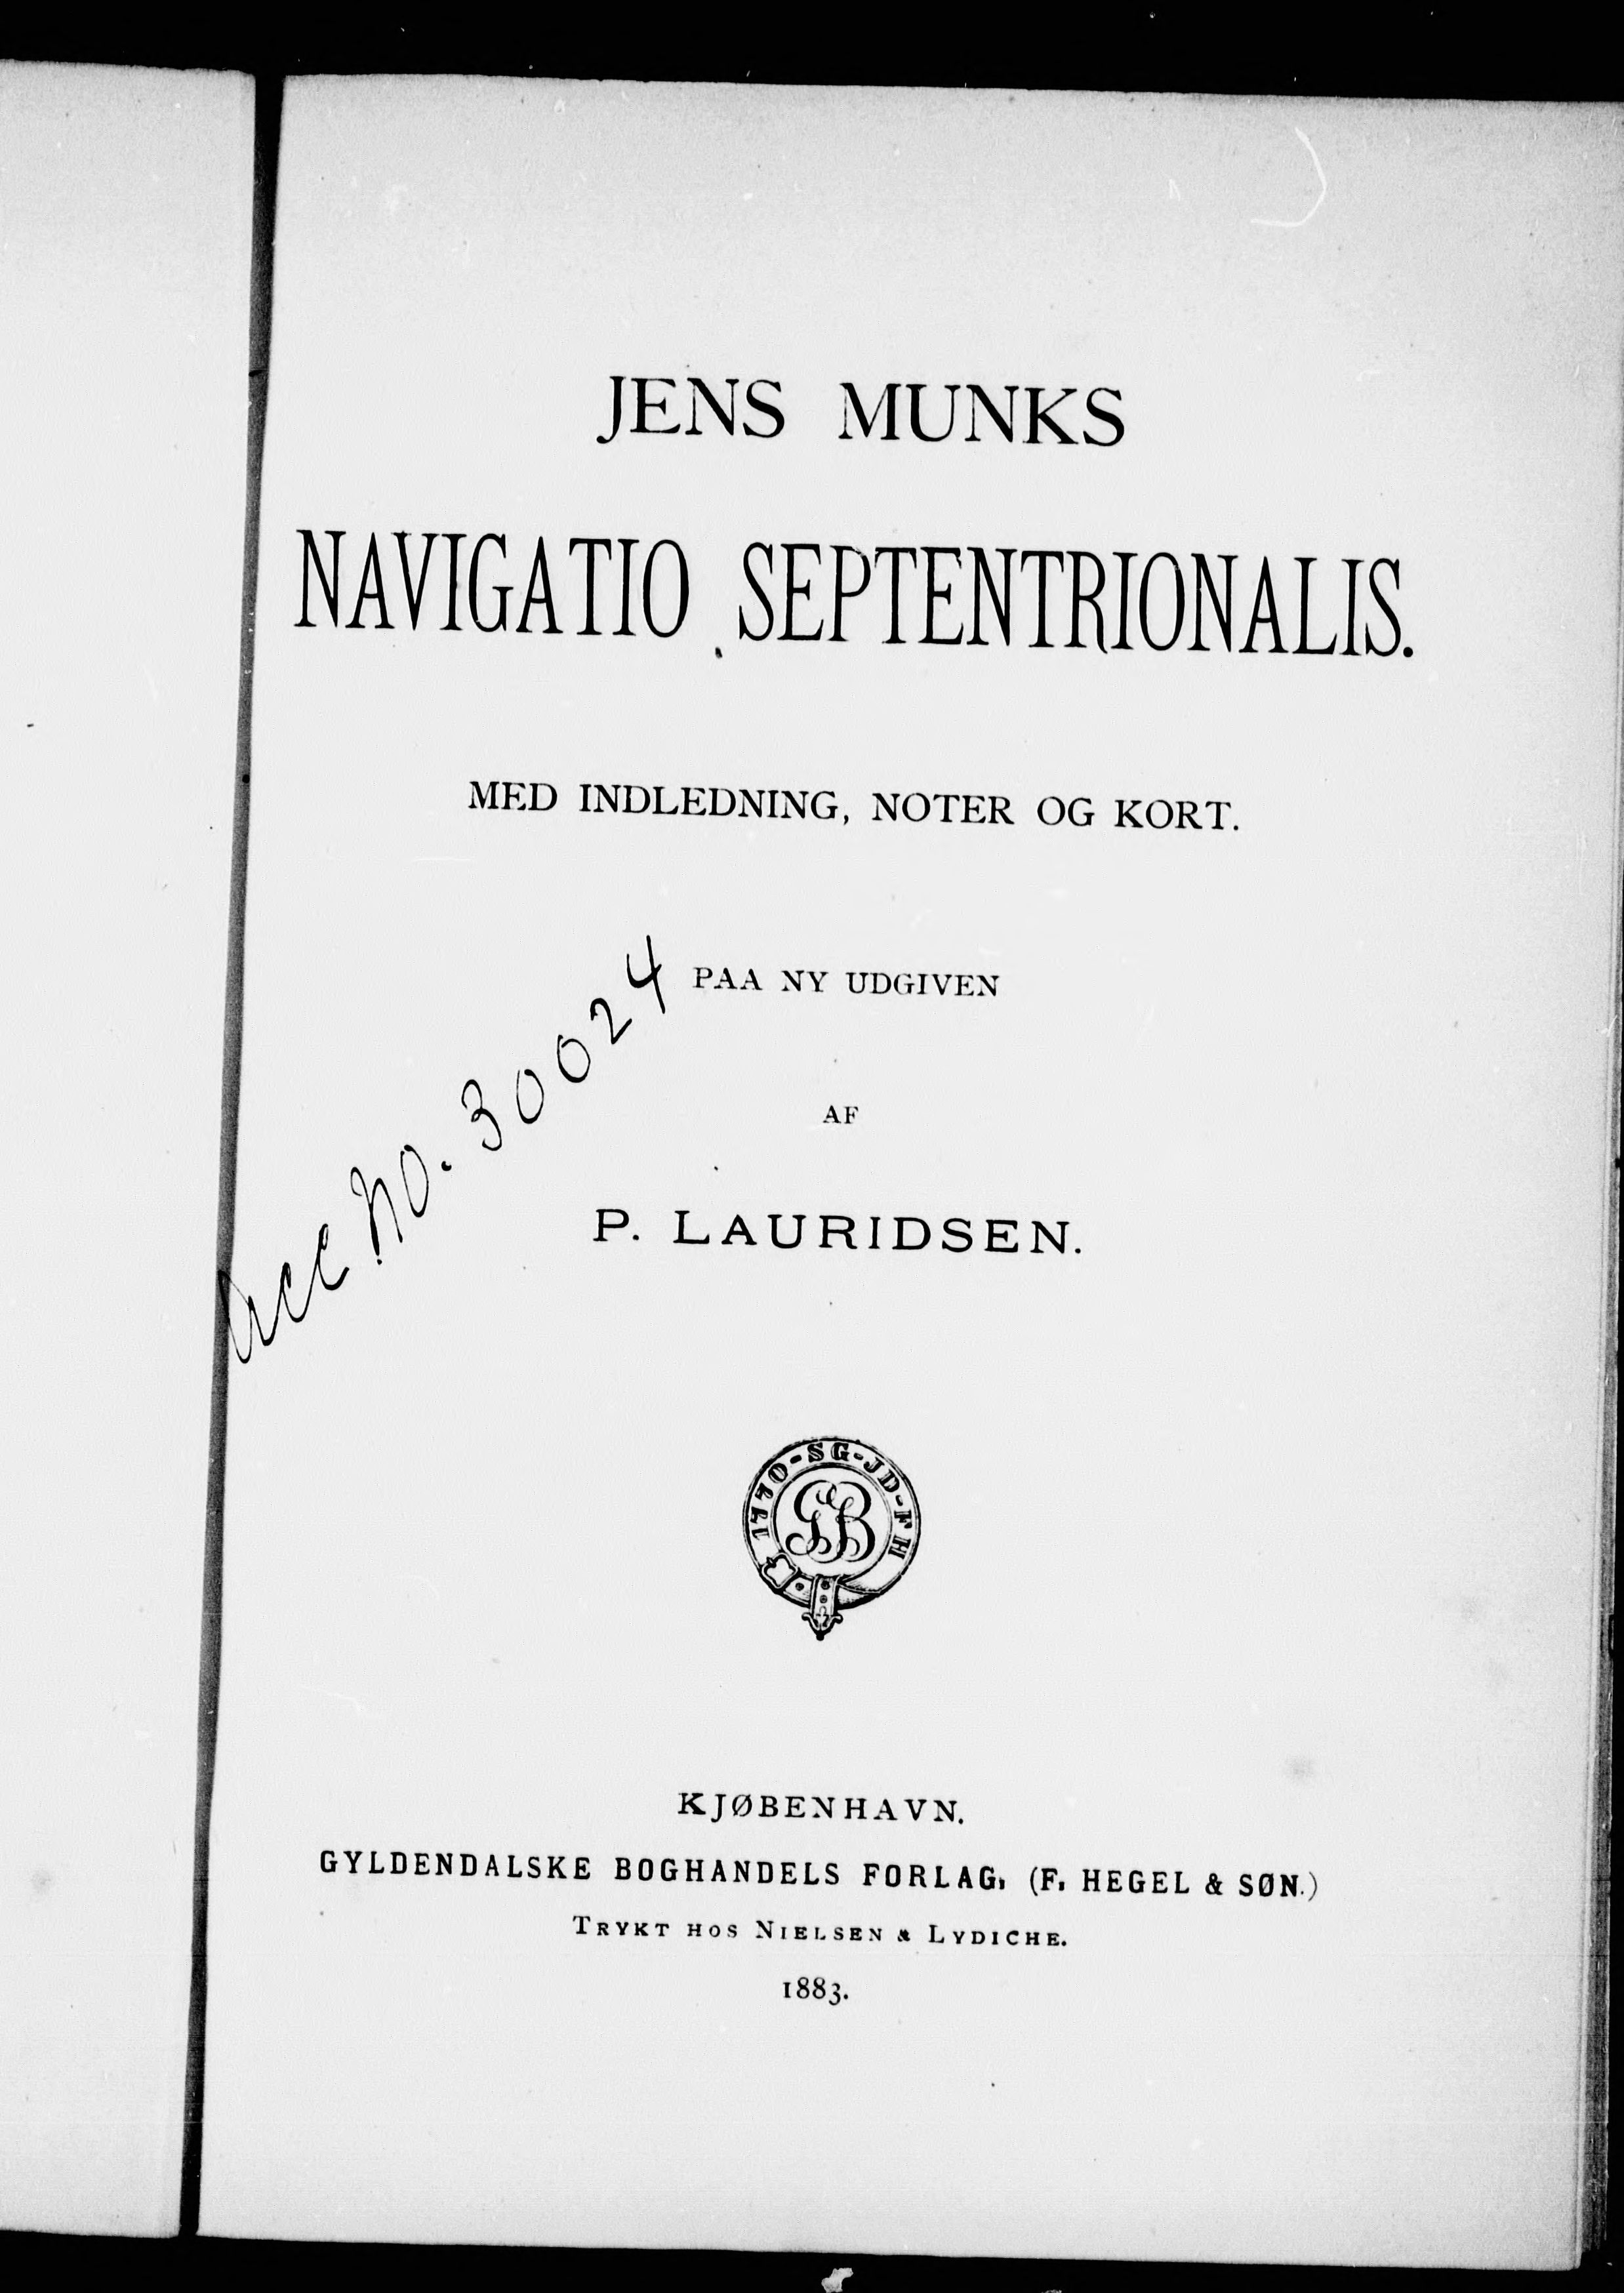 JENS MUNKS
NAVIGATIO SEPTENTRIONALIS.
MED INDLEDNING, NOTER OG KORT.
PAA NY UDGIVEN
AF
P. LAURIDSEN.
Acc. No. 30024
1770-SG-JD-FH
GB
KJØBENHAVN.
GYLDENDALSKE BOGHANDELS FORLAG, (F. HEGEL & SØN.)
TRYKT HOS NIELSEN & LYDICHE.
1883.